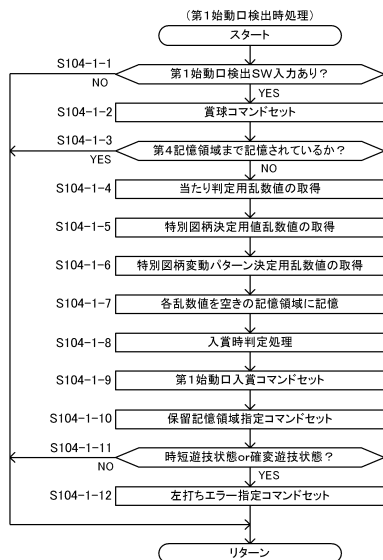 (第1始動口検出時処理)
スタート
S104-1-1
第1始動口検出SW入力あり?
NO
YES
S104-1-2
賞球コマンドセット
S104-1-3
第4記憶領域まで記憶されているか?
YES
NO
S104-1-4
当たり判定用乱数値の取得
S104-1-5
特別図柄決定用値乱数値の取得
S104-1-6
特別図柄変動パターン決定用乱数値の取得
S104-1-7
各乱数値を空きの記憶領域に記憶
S104-1-8
入賞時判定処理
S104-1-9
第1始動口入賞コマンドセット
S104-1-10
保留記憶領域指定コマンドセット
S104-1-11
時短遊技状態or確変遊技状態?
NO
YES
S104-1-12
左打ちエラー指定コマンドセット
リターン